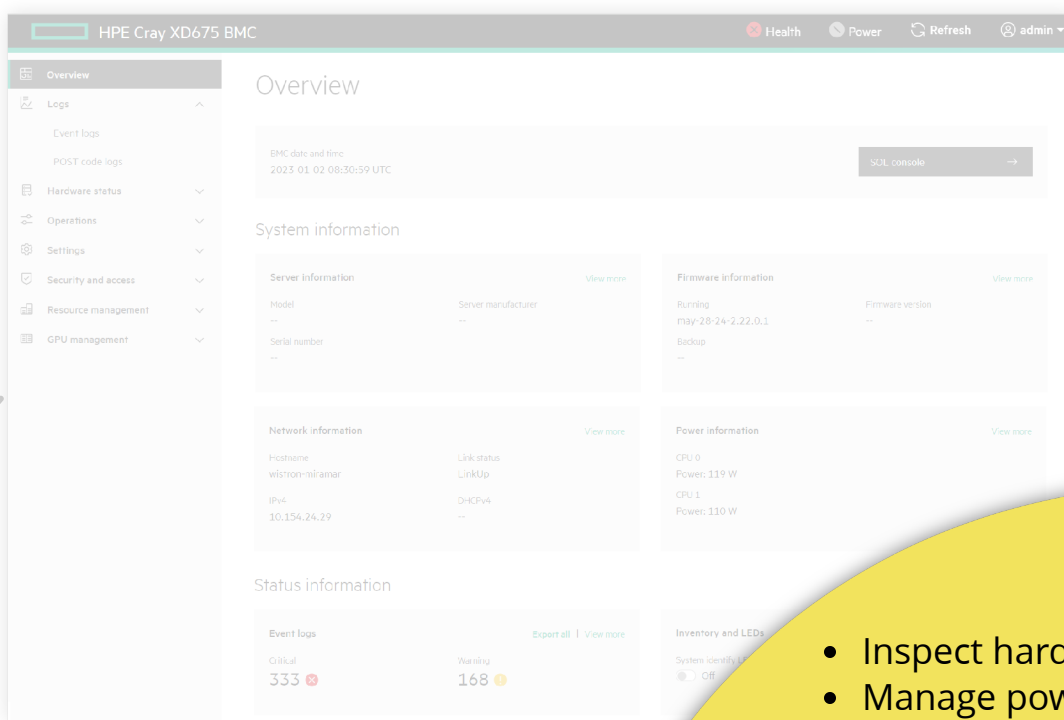 HPE Cray XD675 BMC
Health
Power
Refresh
admin
Overview
Logs
Event logs
POST code logs
Hardware status
Operations
Settings
Security and access
Resource management
GPU management
Overview
BMC date and time
2023-01-02 08:30:59 UTC
SOL console →
System information
Server information View more
Model Server manufacturer
-- --
Serial number
--
Firmware information View more
Running Firmware version
may-28-24-2.22.0.1 --
Backup
--
Network information View more
Hostname Link status
wistron-miramar LinkUp
IPv4 DHCPv4
10.154.24.29 --
Power information View more
CPU 0
Power: 119 W
CPU 1
Power: 110 W
Status information
Event logs Export all | View more
Critical Warning
333 168
Inventory and LEDs
System identify
Off
• Inspect
• Manage